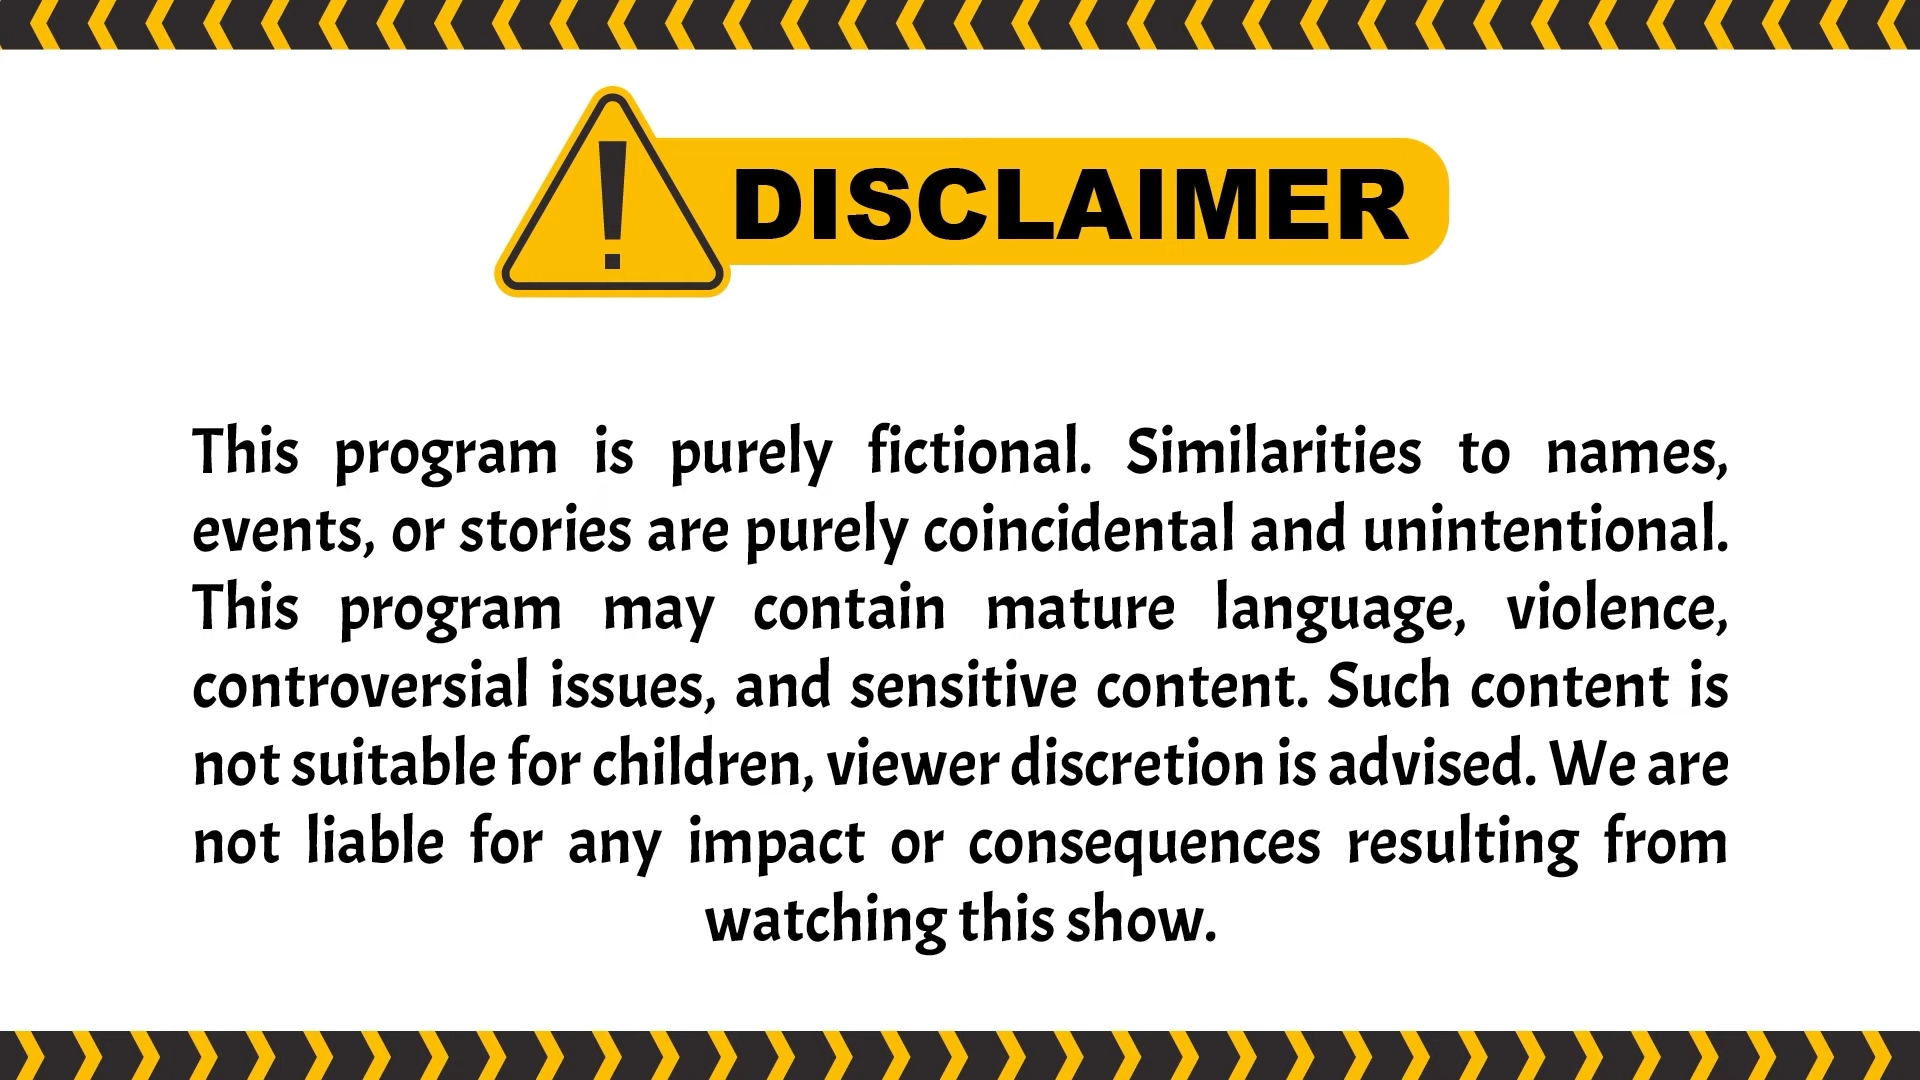 DISCLAIMER
This program is purely fictional. Similarities to names,
events, or stories are purely coincidental and unintentional.
This program may contain mature language, violence,
controversial issues, and sensitive content. Such content is
not suitable for children, viewer discretion is advised. We are
not liable for any impact or consequences resulting from
watching this show.